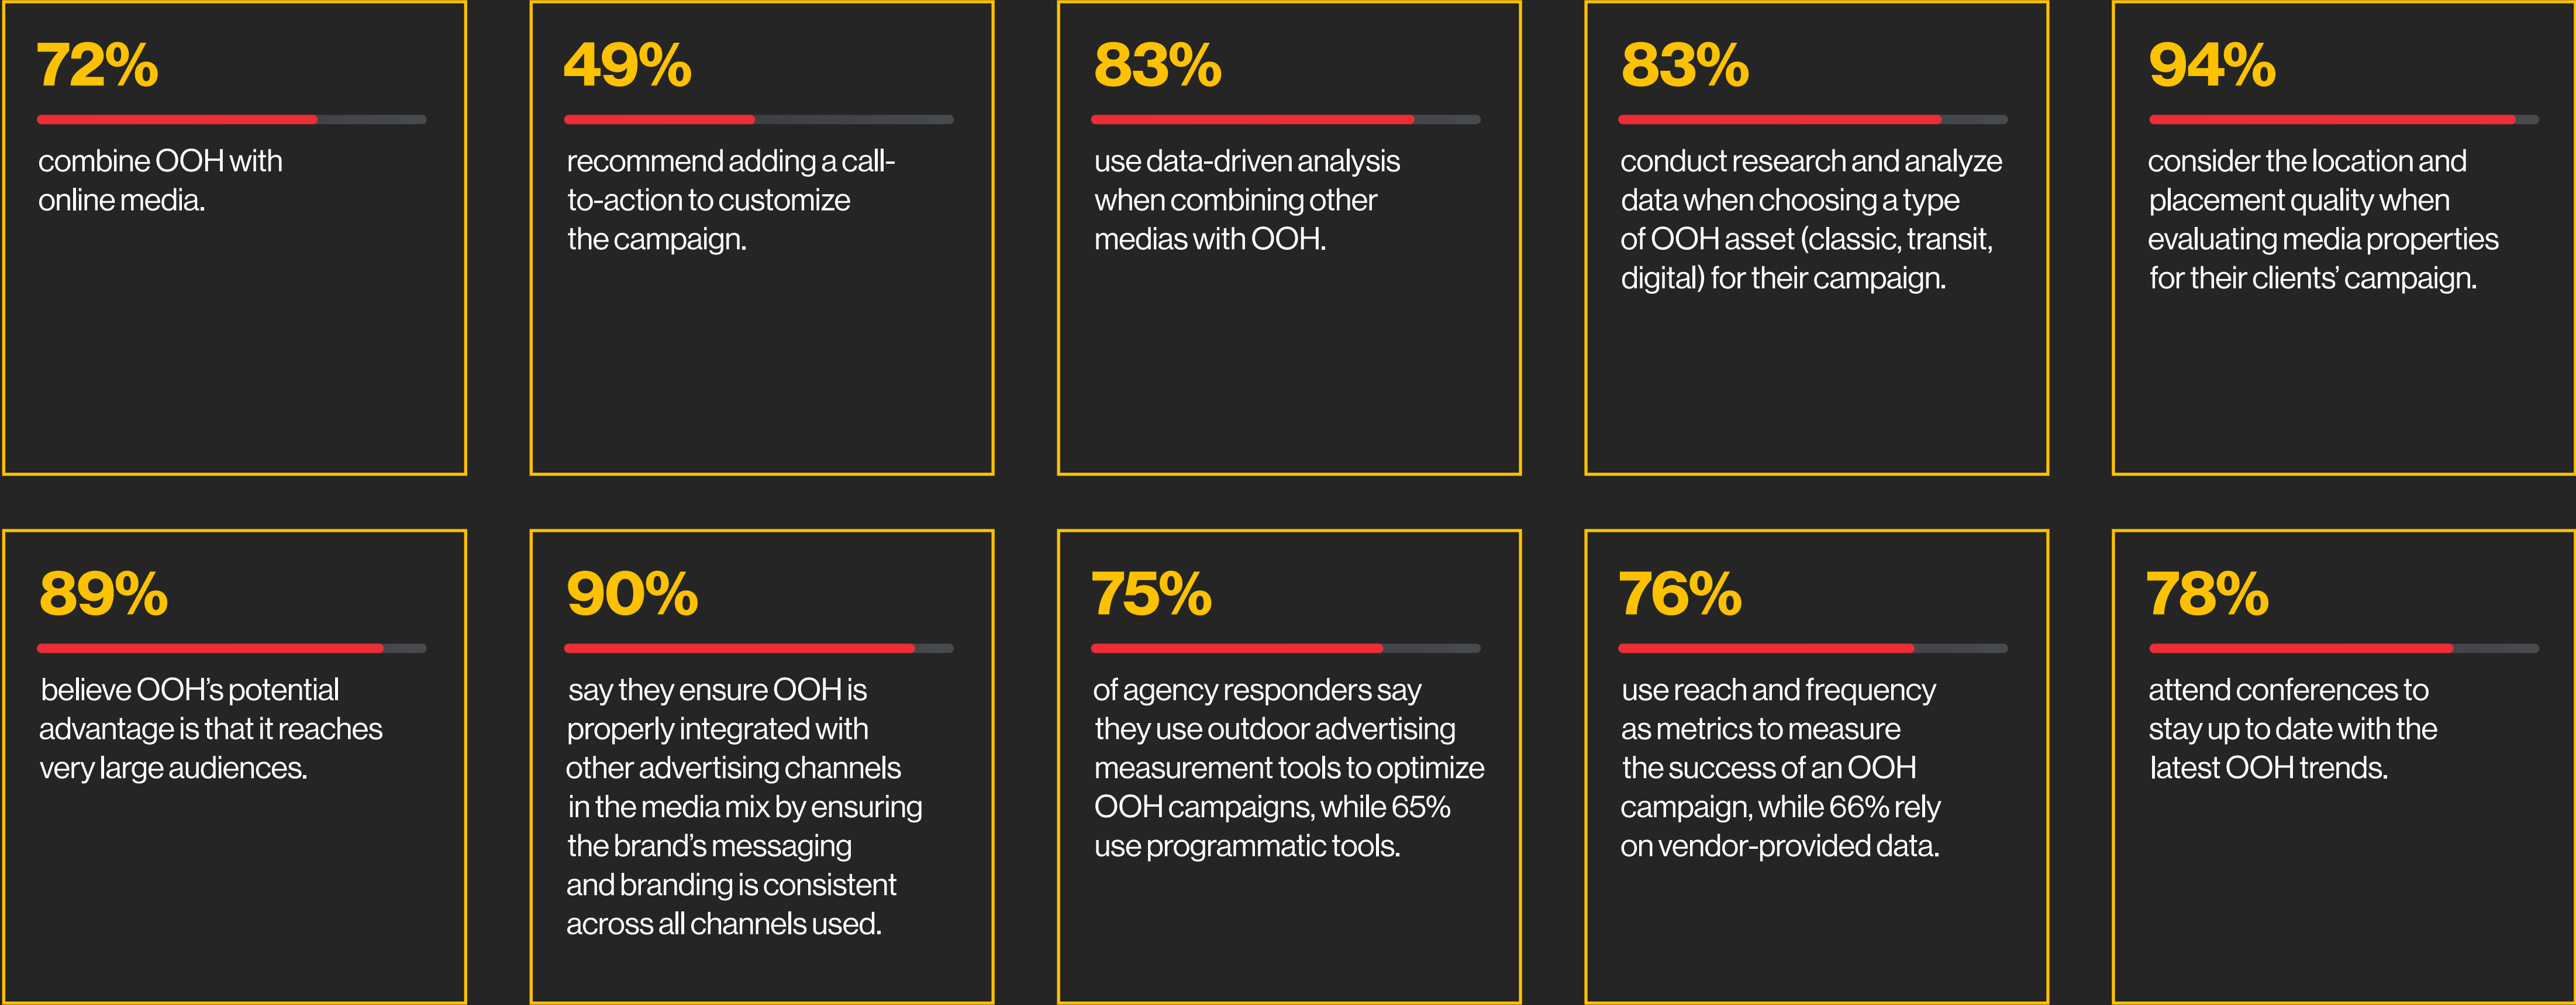 72%
combine OOH with
online media.
49%
recommend adding a call-
to-action to customize
the campaign.
83%
use data-driven analysis
when combining other
medias with OOH.
83%
conduct research and analyze
data when choosing a type
of OOH asset (classic, transit,
digital) for their campaign.
94%
consider the location and
placement quality when
evaluating media properties
for their clients’ campaign.
89%
believe OOH’s potential
advantage is that it reaches
very large audiences.
90%
say they ensure OOH is
properly integrated with
other advertising channels
in the media mix by ensuring
the brand’s messaging
and branding is consistent
across all channels used.
75%
of agency responders say
they use outdoor advertising
measurement tools to optimize
OOH campaigns, while 65%
use programmatic tools.
76%
use reach and frequency
as metrics to measure
the success of an OOH
campaign, while 66% rely
on vendor-provided data.
78%
attend conferences to
stay up to date with the
latest OOH trends.